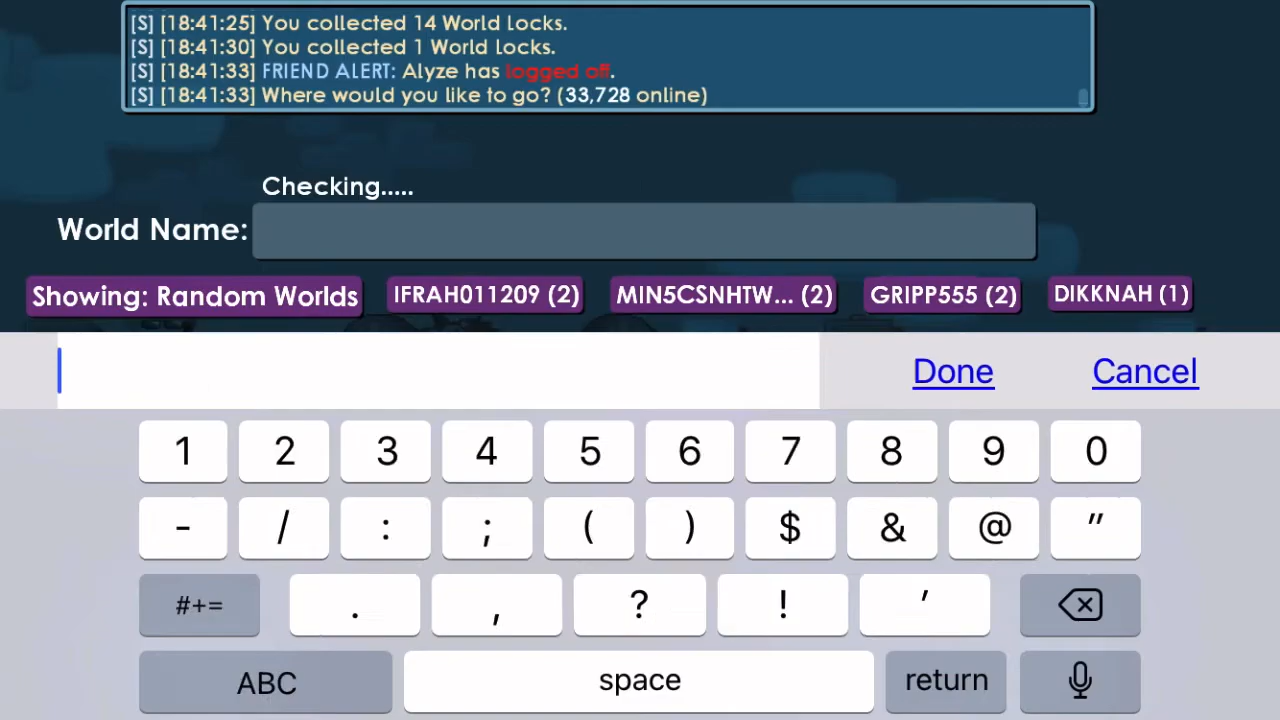 [S] [18:41:25] You collected 14 World Locks.
[S] [18:41:30] You collected 1 World Locks.
[S] [18:41:33] FRIEND ALERT: Alyze has logged off.
[S] [18:41:33] Where would you like to go? (33,728 online)
Checking.....
World Name:
Showing: Random Worlds IFRAH011209 (2) MIN5CSNHTW... (2) GRIPP555 (2) DIKKNAH (1)
Done Cancel
1 2 3 4 5 6 7 8 9 0
- / : ; ( ) $ & @ "
#+= . , ? ! '
ABC space return